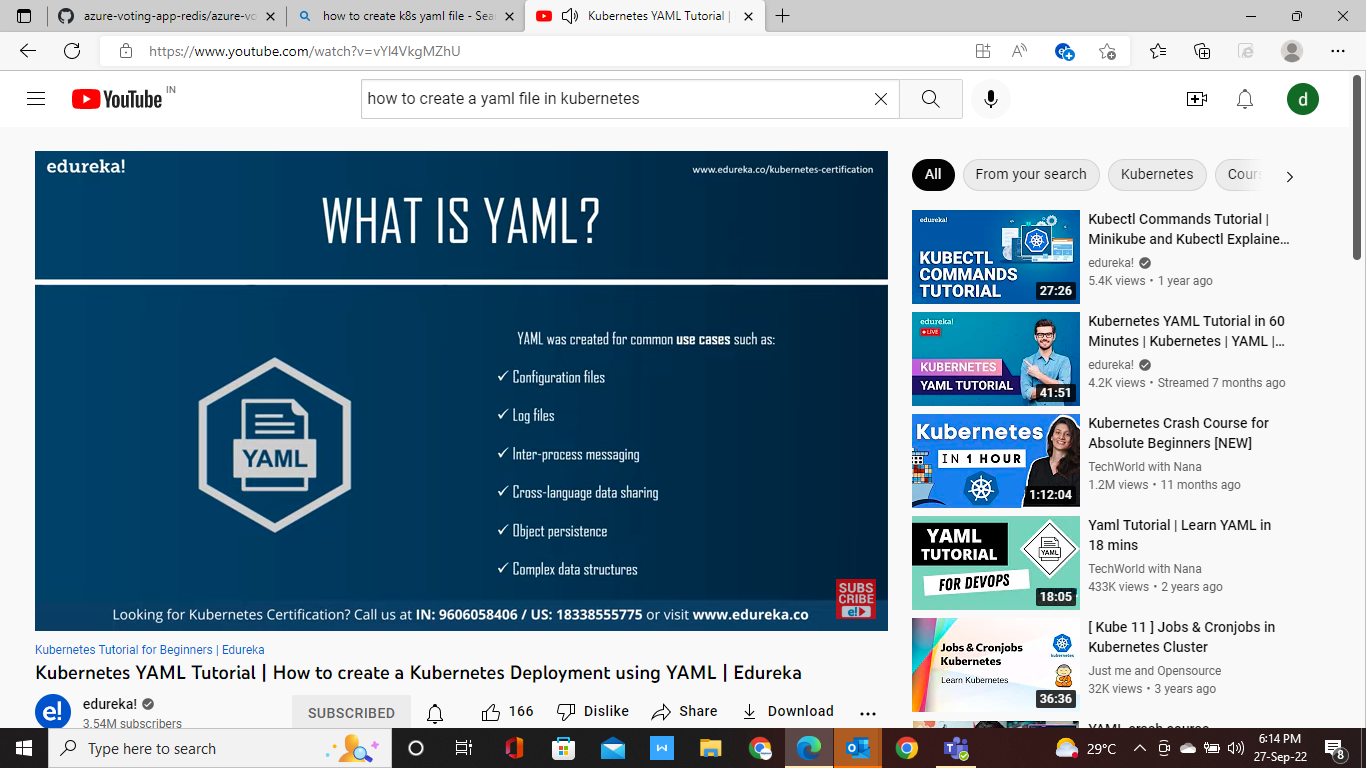 azure-voting-app-redis/azure-vo
how to create k8s yaml file - Sea
Kubernetes YAML Tutorial |
https://www.youtube.com/watch?v=vYl4VkgMZhU
YouTube IN
how to create a yaml file in kubernetes
d
edureka!
www.edureka.co/kubernetes-certification
WHAT IS YAML?
YAML was created for common use cases such as:
Configuration files
Log files
Inter-process messaging
Cross-language data sharing
Object persistence
Complex data structures
YAML
SUBS
CRIBE
e!
Looking for Kubernetes Certification? Call us at IN: 9606058406 / US: 18338555775 or visit www.edureka.co
Kubernetes Tutorial for Beginners | Edureka
Kubernetes YAML Tutorial | How to create a Kubernetes Deployment using YAML | Edureka
e!
edureka!
3.54M subscribers
SUBSCRIBED
166
Dislike
Share
Download
All
From your search
Kubernetes
Cours
edureka!
KUBECTL
COMMANDS
TUTORIAL
27:26
Kubectl Commands Tutorial |
Minikube and Kubectl Explaine...
edureka!
5.4K views • 1 year ago
edureka!
LIVE
KUBERNETES
YAML TUTORIAL
41:51
Kubernetes YAML Tutorial in 60
Minutes | Kubernetes | YAML |...
edureka!
4.2K views • Streamed 7 months ago
Kubernetes
IN 1 HOUR
1:12:04
Kubernetes Crash Course for
Absolute Beginners [NEW]
TechWorld with Nana
1.2M views • 11 months ago
YAML
TUTORIAL
FOR DEVOPS
YAML
18:05
Yaml Tutorial | Learn YAML in
18 mins
TechWorld with Nana
433K views • 2 years ago
Jobs & Cronjobs
Kubernetes
Learn Kubernetes
36:36
[ Kube 11 ] Jobs & Cronjobs in
Kubernetes Cluster
Just me and Opensource
32K views • 3 years ago
YAML crash course
Type here to search
29°C
6:14 PM
27-Sep-22
8